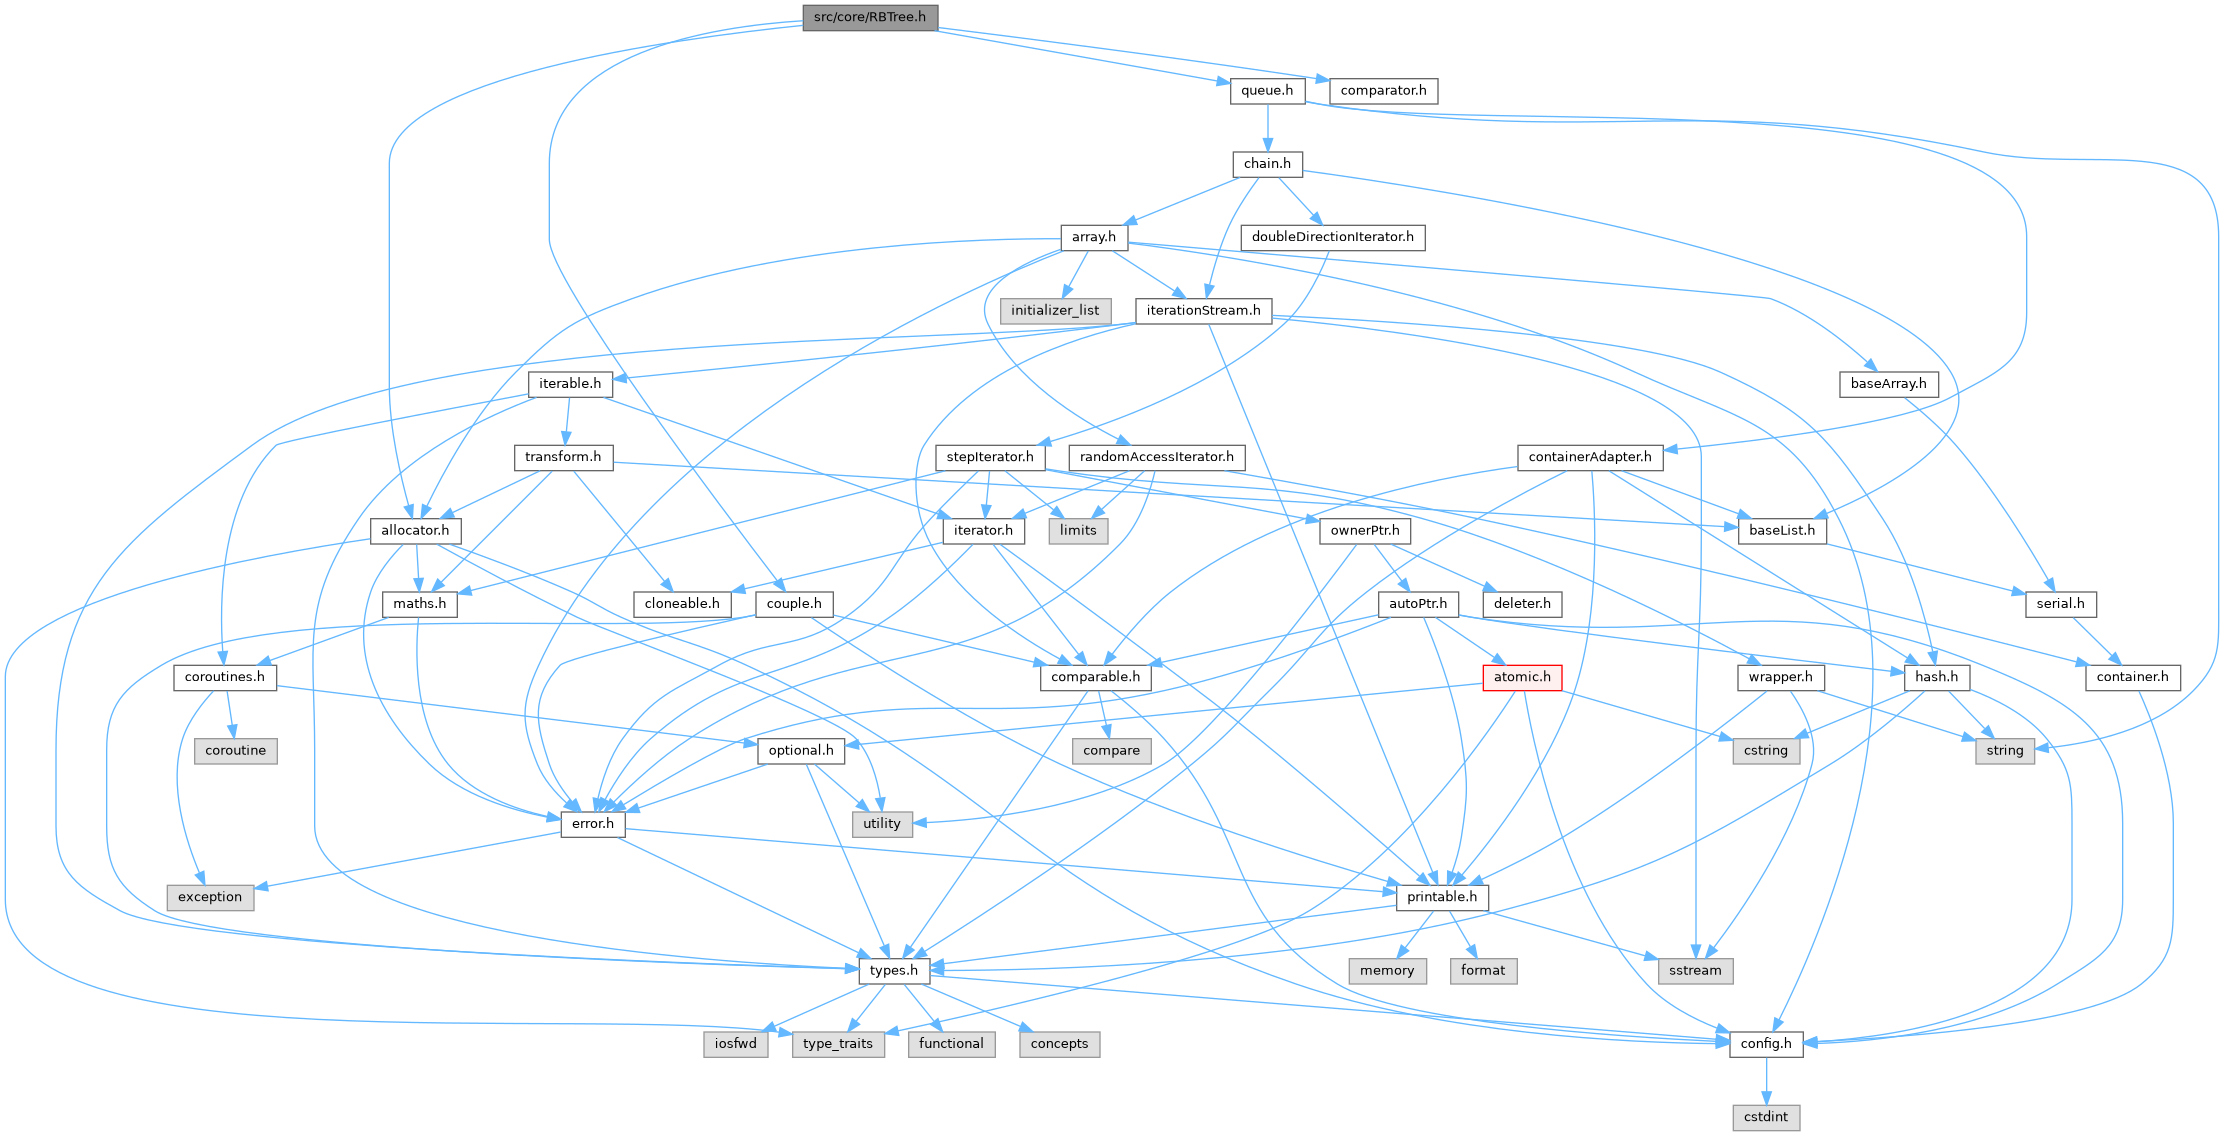 src/core/RBTree.h
queue.h
comparator.h
chain.h
array.h
doubleDirectionIterator.h
initializer_list
iterationStream.h
iterable.h
baseArray.h
transform.h
stepIterator.h
randomAccessIterator.h
containerAdapter.h
allocator.h
iterator.h
limits
ownerPtr.h
baseList.h
maths.h
cloneable.h
couple.h
autoPtr.h
deleter.h
serial.h
coroutines.h
comparable.h
atomic.h
wrapper.h
hash.h
container.h
coroutine
optional.h
compare
cstring
string
error.h
utility
exception
printable.h
types.h
memory
format
sstream
iosfwd
type_traits
functional
concepts
config.h
cstdint